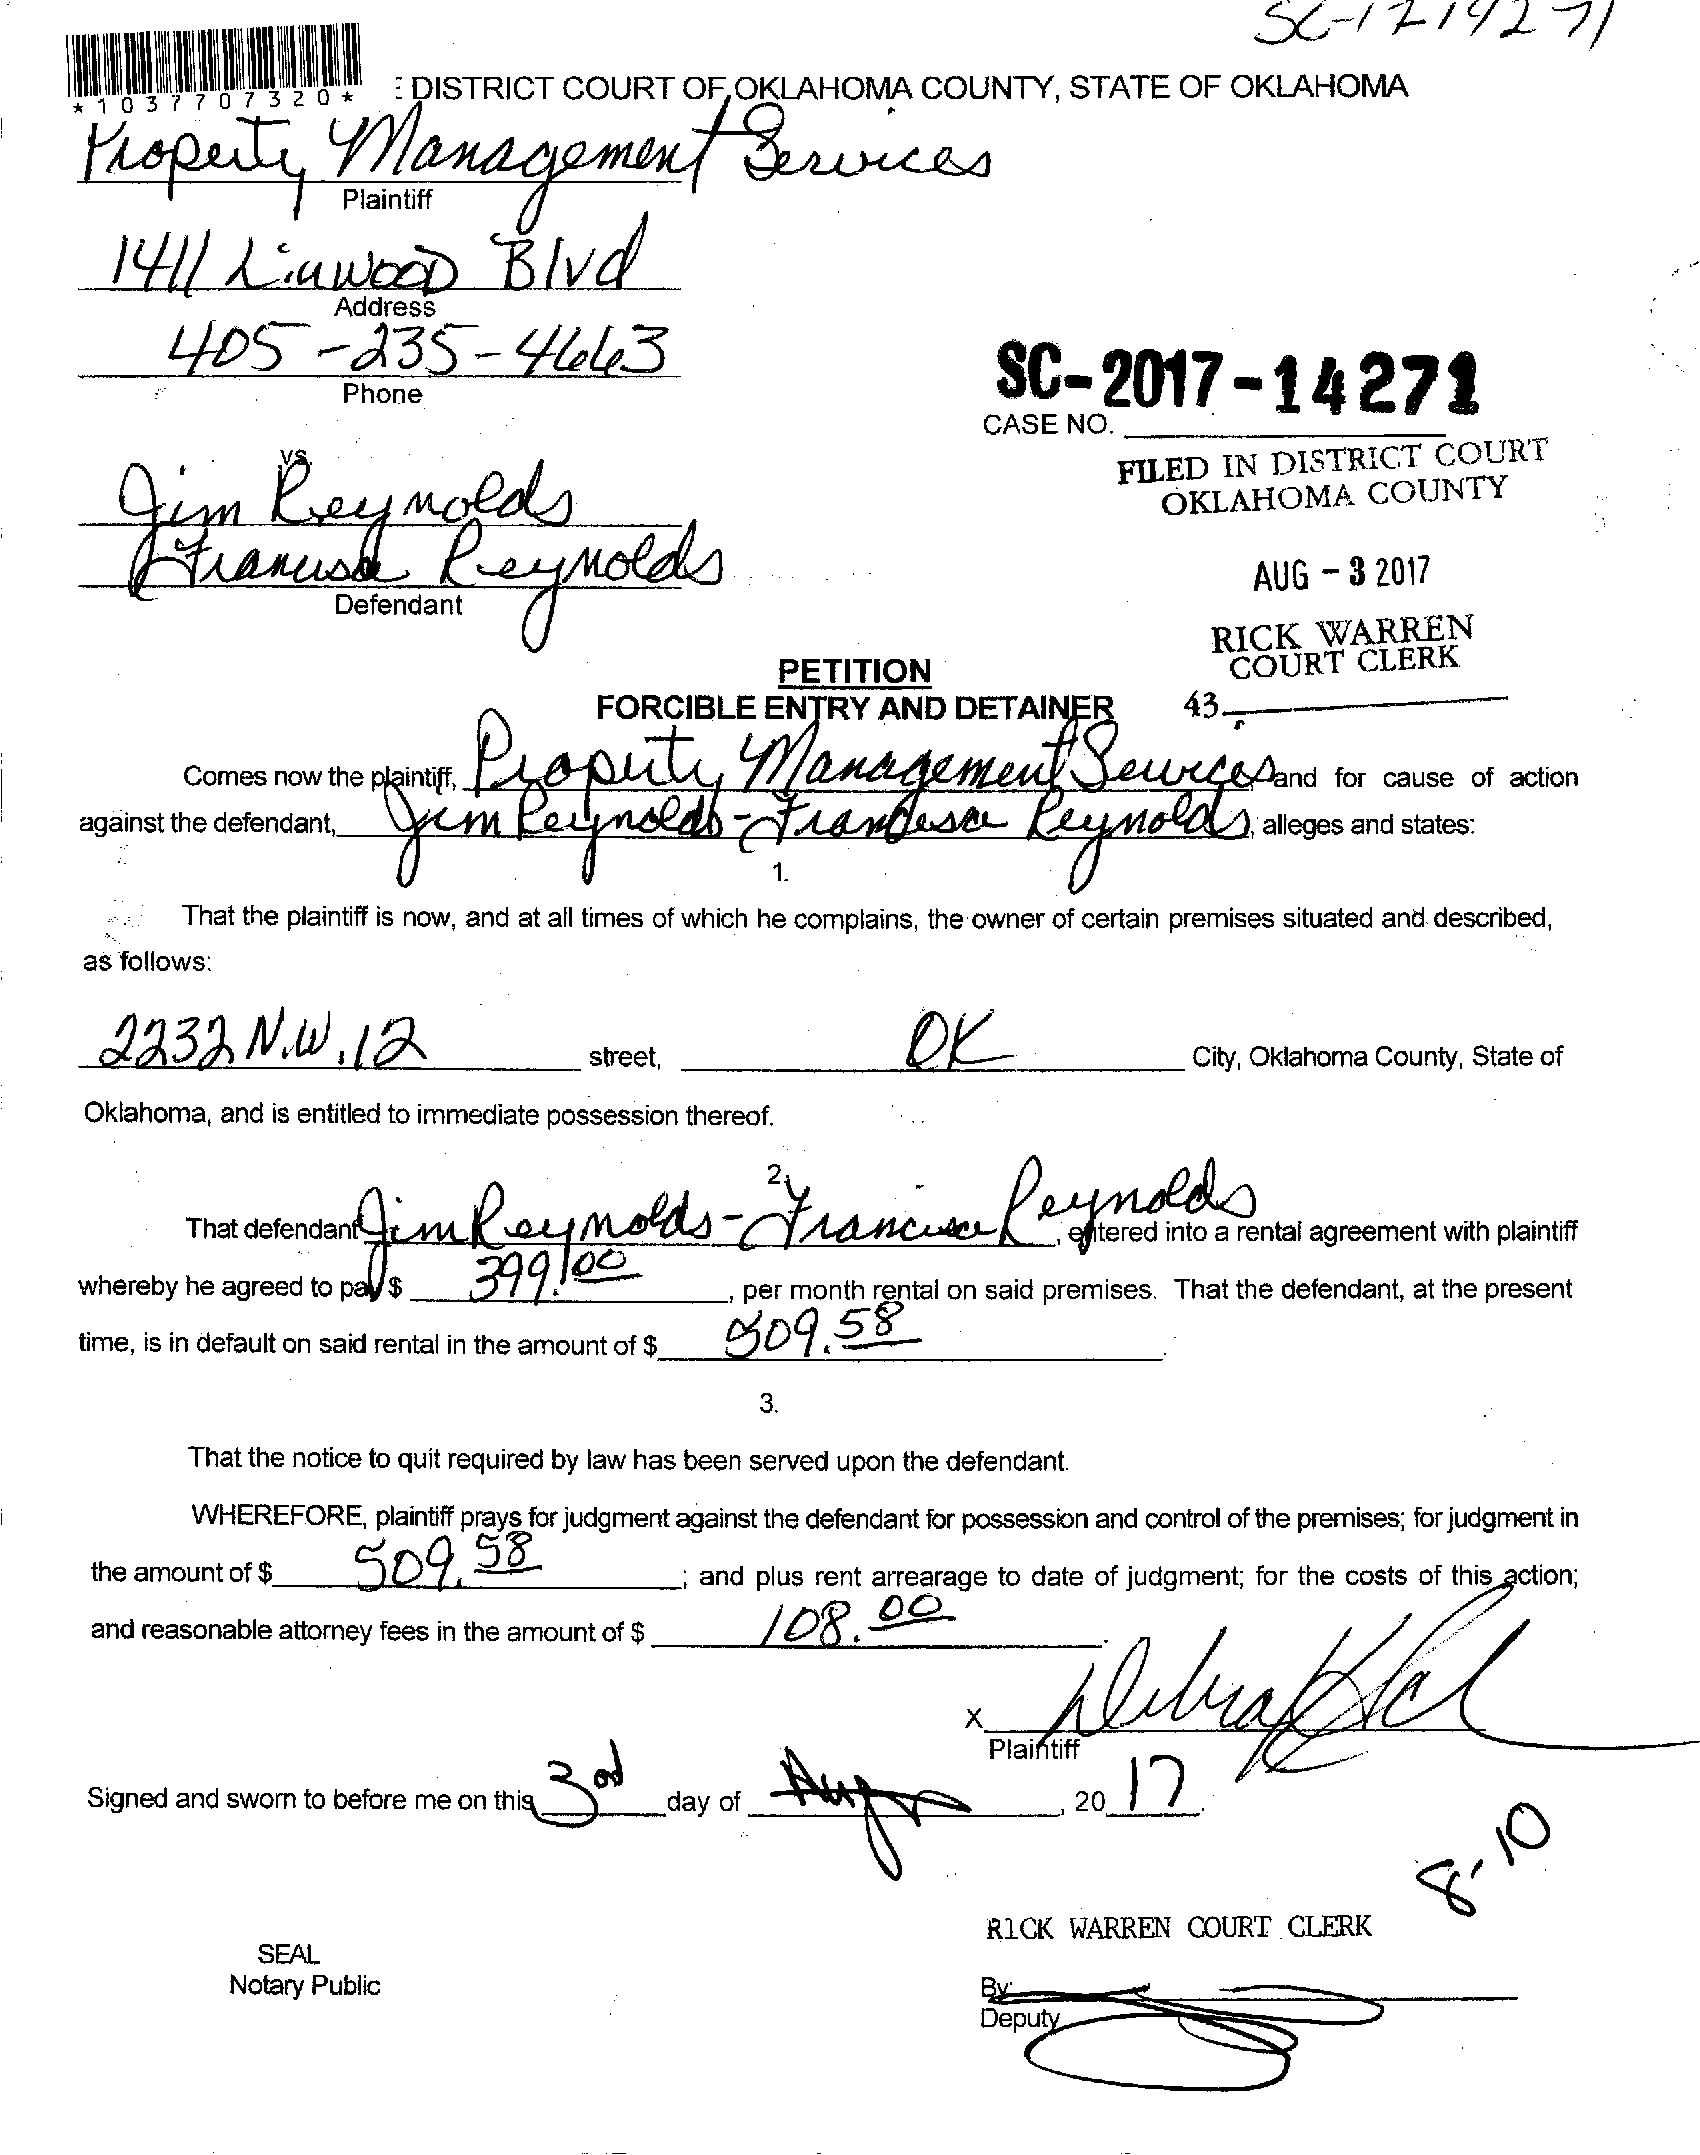 SC-1714271
*1037707320*
: DISTRICT COURT OF OKLAHOMA COUNTY, STATE OF OKLAHOMA
Property Management Services
Plaintiff
1411 Linwood Blvd
Address
405-235-4663
Phone
SC-2017-14271
CASE NO.
FILED IN DISTRICT COURT
OKLAHOMA COUNTY
AUG - 3 2017
RICK WARREN
COURT CLERK
43
vs
Jim Reynolds
Francisca Reynolds
Defendant
PETITION
FORCIBLE ENTRY AND DETAINER
Comes now the plaintiff, Property Management Services and for cause of action
against the defendant, Jim Reynolds - Francisca Reynolds, alleges and states:
1.
That the plaintiff is now, and at all times of which he complains, the owner of certain premises situated and described,
as follows:
2232 N.W. 12 street, OK City, Oklahoma County, State of
Oklahoma, and is entitled to immediate possession thereof.
2.
That defendant Jim Reynolds - Francisca Reynolds, entered into a rental agreement with plaintiff
whereby he agreed to pay $ 399.00, per month rental on said premises. That the defendant, at the present
time, is in default on said rental in the amount of $ 509.58.
3.
That the notice to quit required by law has been served upon the defendant.
WHEREFORE, plaintiff prays for judgment against the defendant for possession and control of the premises; for judgment in
the amount of $ 509.58; and plus rent arrearage to date of judgment; for the costs of this action;
and reasonable attorney fees in the amount of $ 108.00.
X Debra
Plaintiff
Signed and sworn to before me on this 3rd day of Aug, 2017.
8-10
RICK WARREN COURT CLERK
SEAL
Notary Public
By:
Deputy